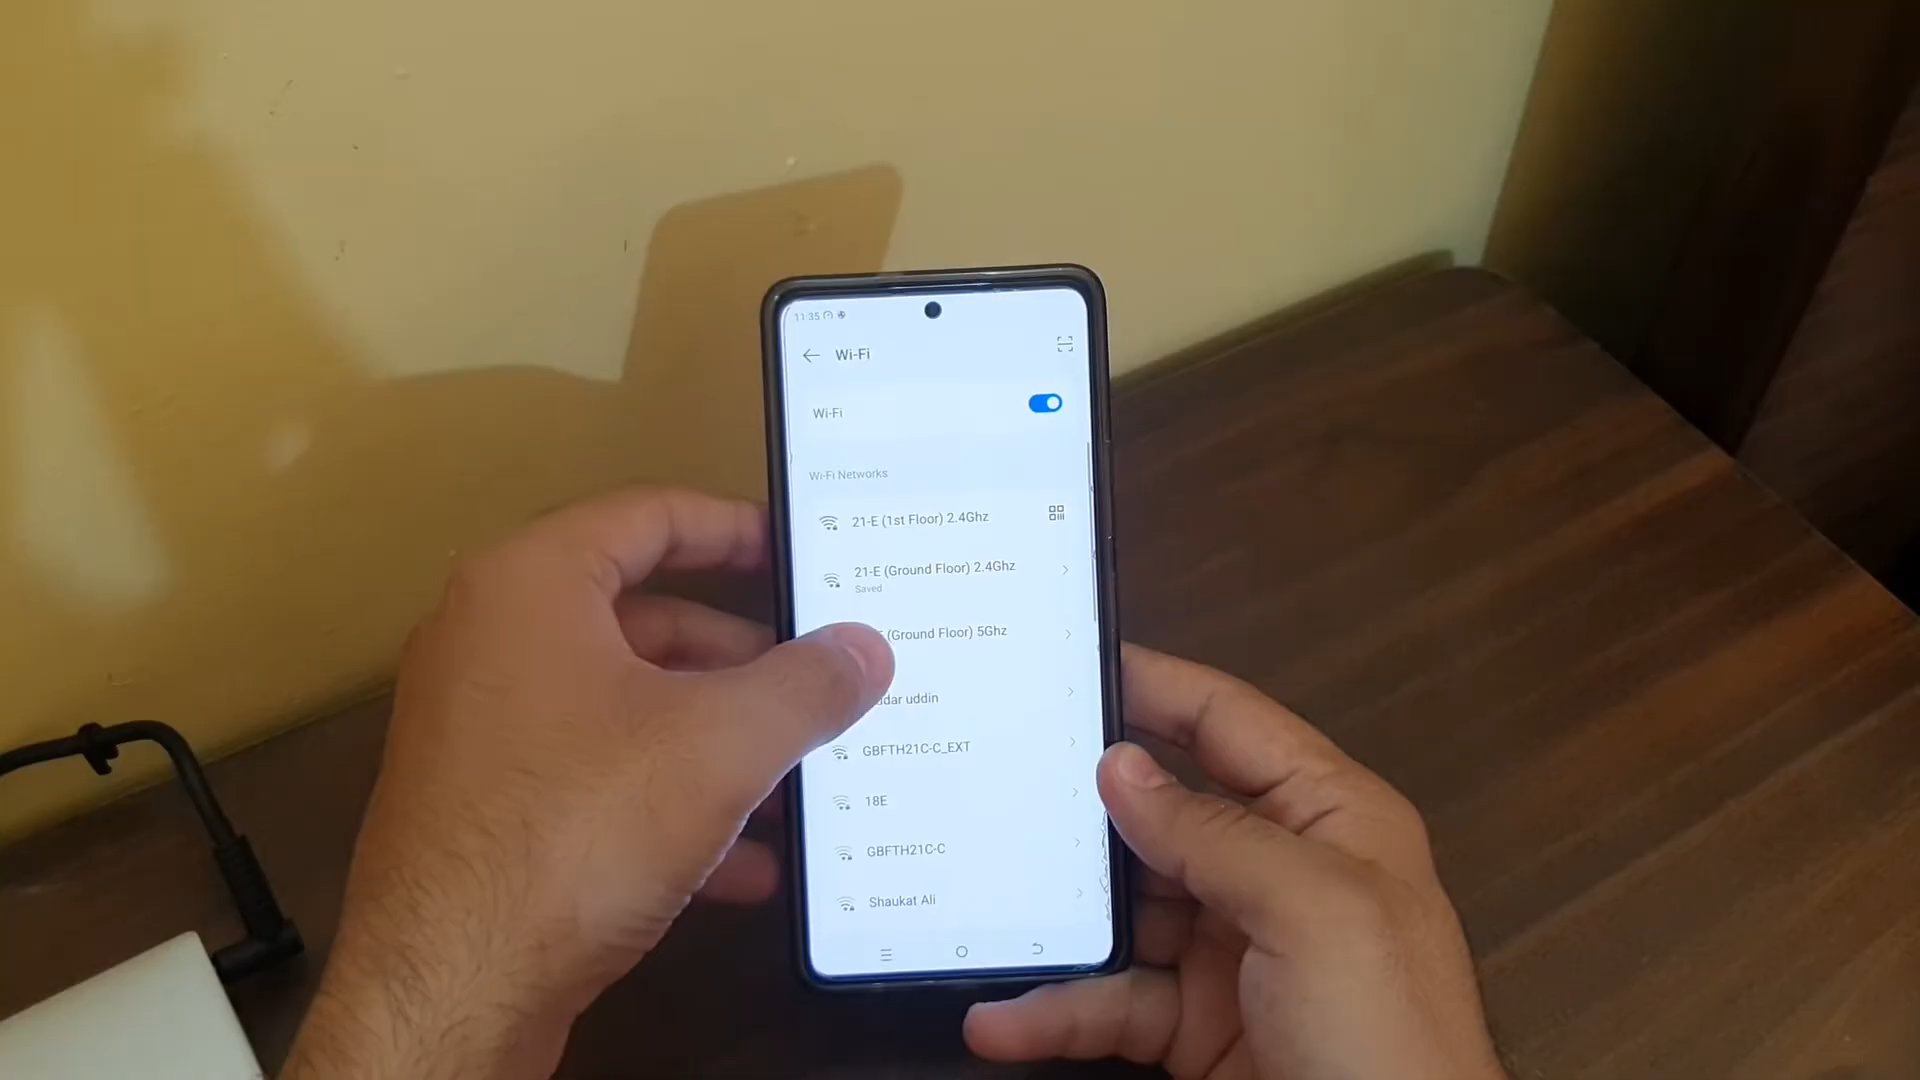 11:35
Wi-Fi
Wi-Fi
Wi-Fi Networks
21-E (1st Floor) 2.4Ghz
21-E (Ground Floor) 2.4Ghz
Saved
(Ground Floor) 5Ghz
uddin
GBFTH21C-C_EXT
18E
GBFTH21C-C
Shaukat Ali